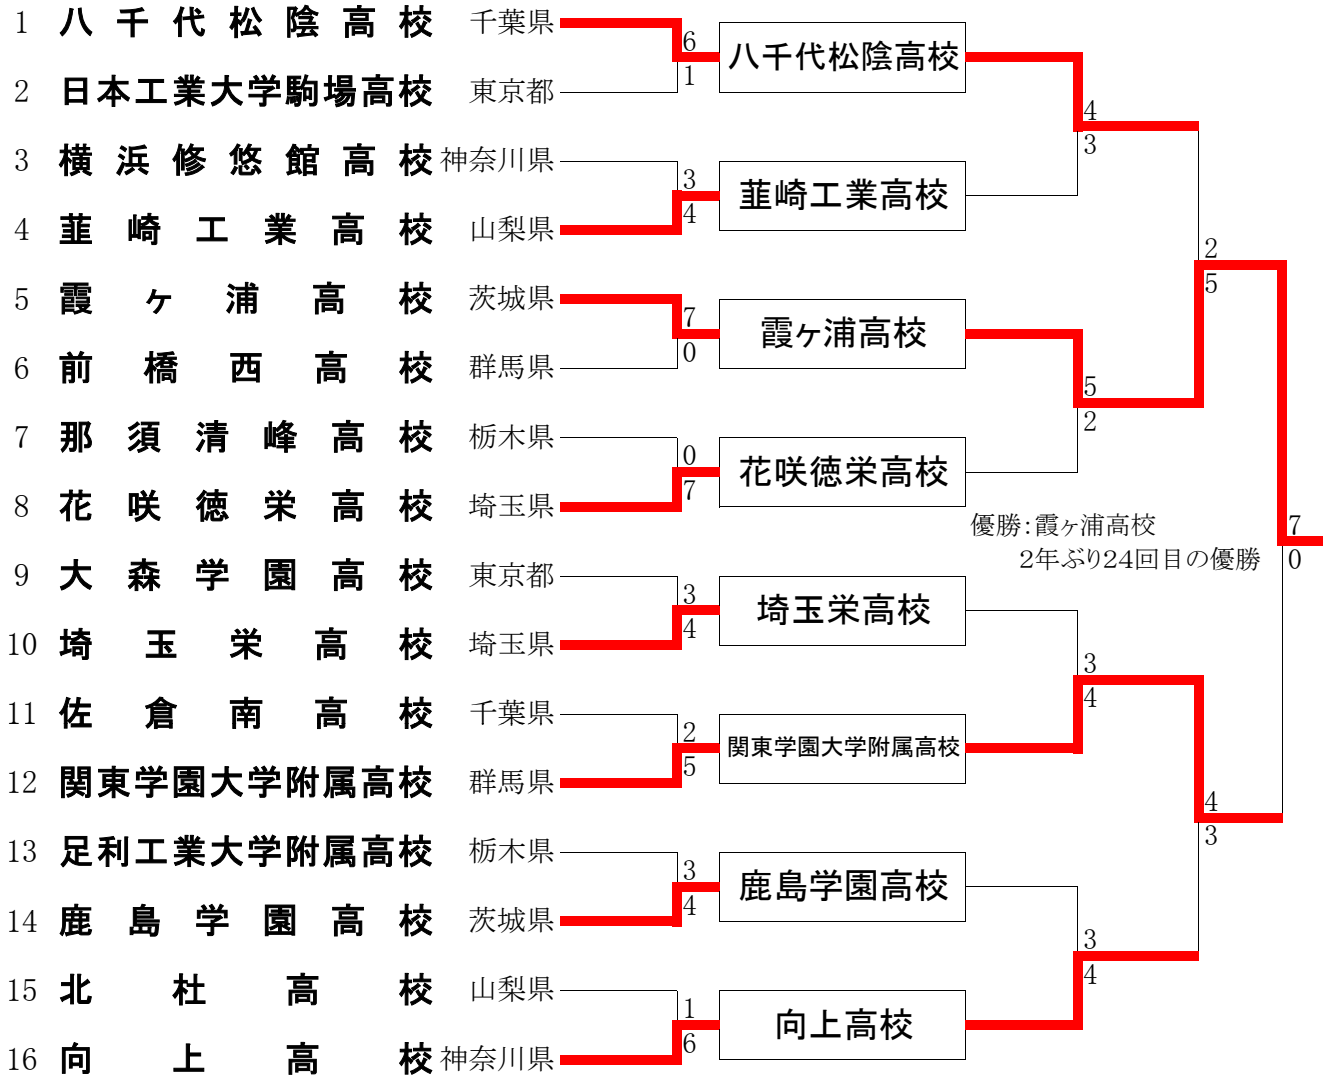 1 八千代松陰高校 千葉県
2 日本工業大学駒場高校 東京都
3 横浜修悠館高校 神奈川県
4 韮崎工業高校 山梨県
5 霞ヶ浦高校 茨城県
6 前橋西高校 群馬県
7 那須清峰高校 栃木県
8 花咲徳栄高校 埼玉県
9 大森学園高校 東京都
10 埼玉栄高校 埼玉県
11 佐倉南高校 千葉県
12 関東学園大学附属高校 群馬県
13 足利工業大学附属高校 栃木県
14 鹿島学園高校 茨城県
15 北杜高校 山梨県
16 向上高校 神奈川県
6
1
3
4
7
0
0
7
3
4
2
5
3
4
1
6
八千代松陰高校
韮崎工業高校
霞ヶ浦高校
花咲徳栄高校
埼玉栄高校
関東学園大学附属高校
鹿島学園高校
向上高校
4
3
5
2
3
4
3
4
2
5
4
3
優勝：霞ヶ浦高校
2年ぶり24回目の優勝
7
0